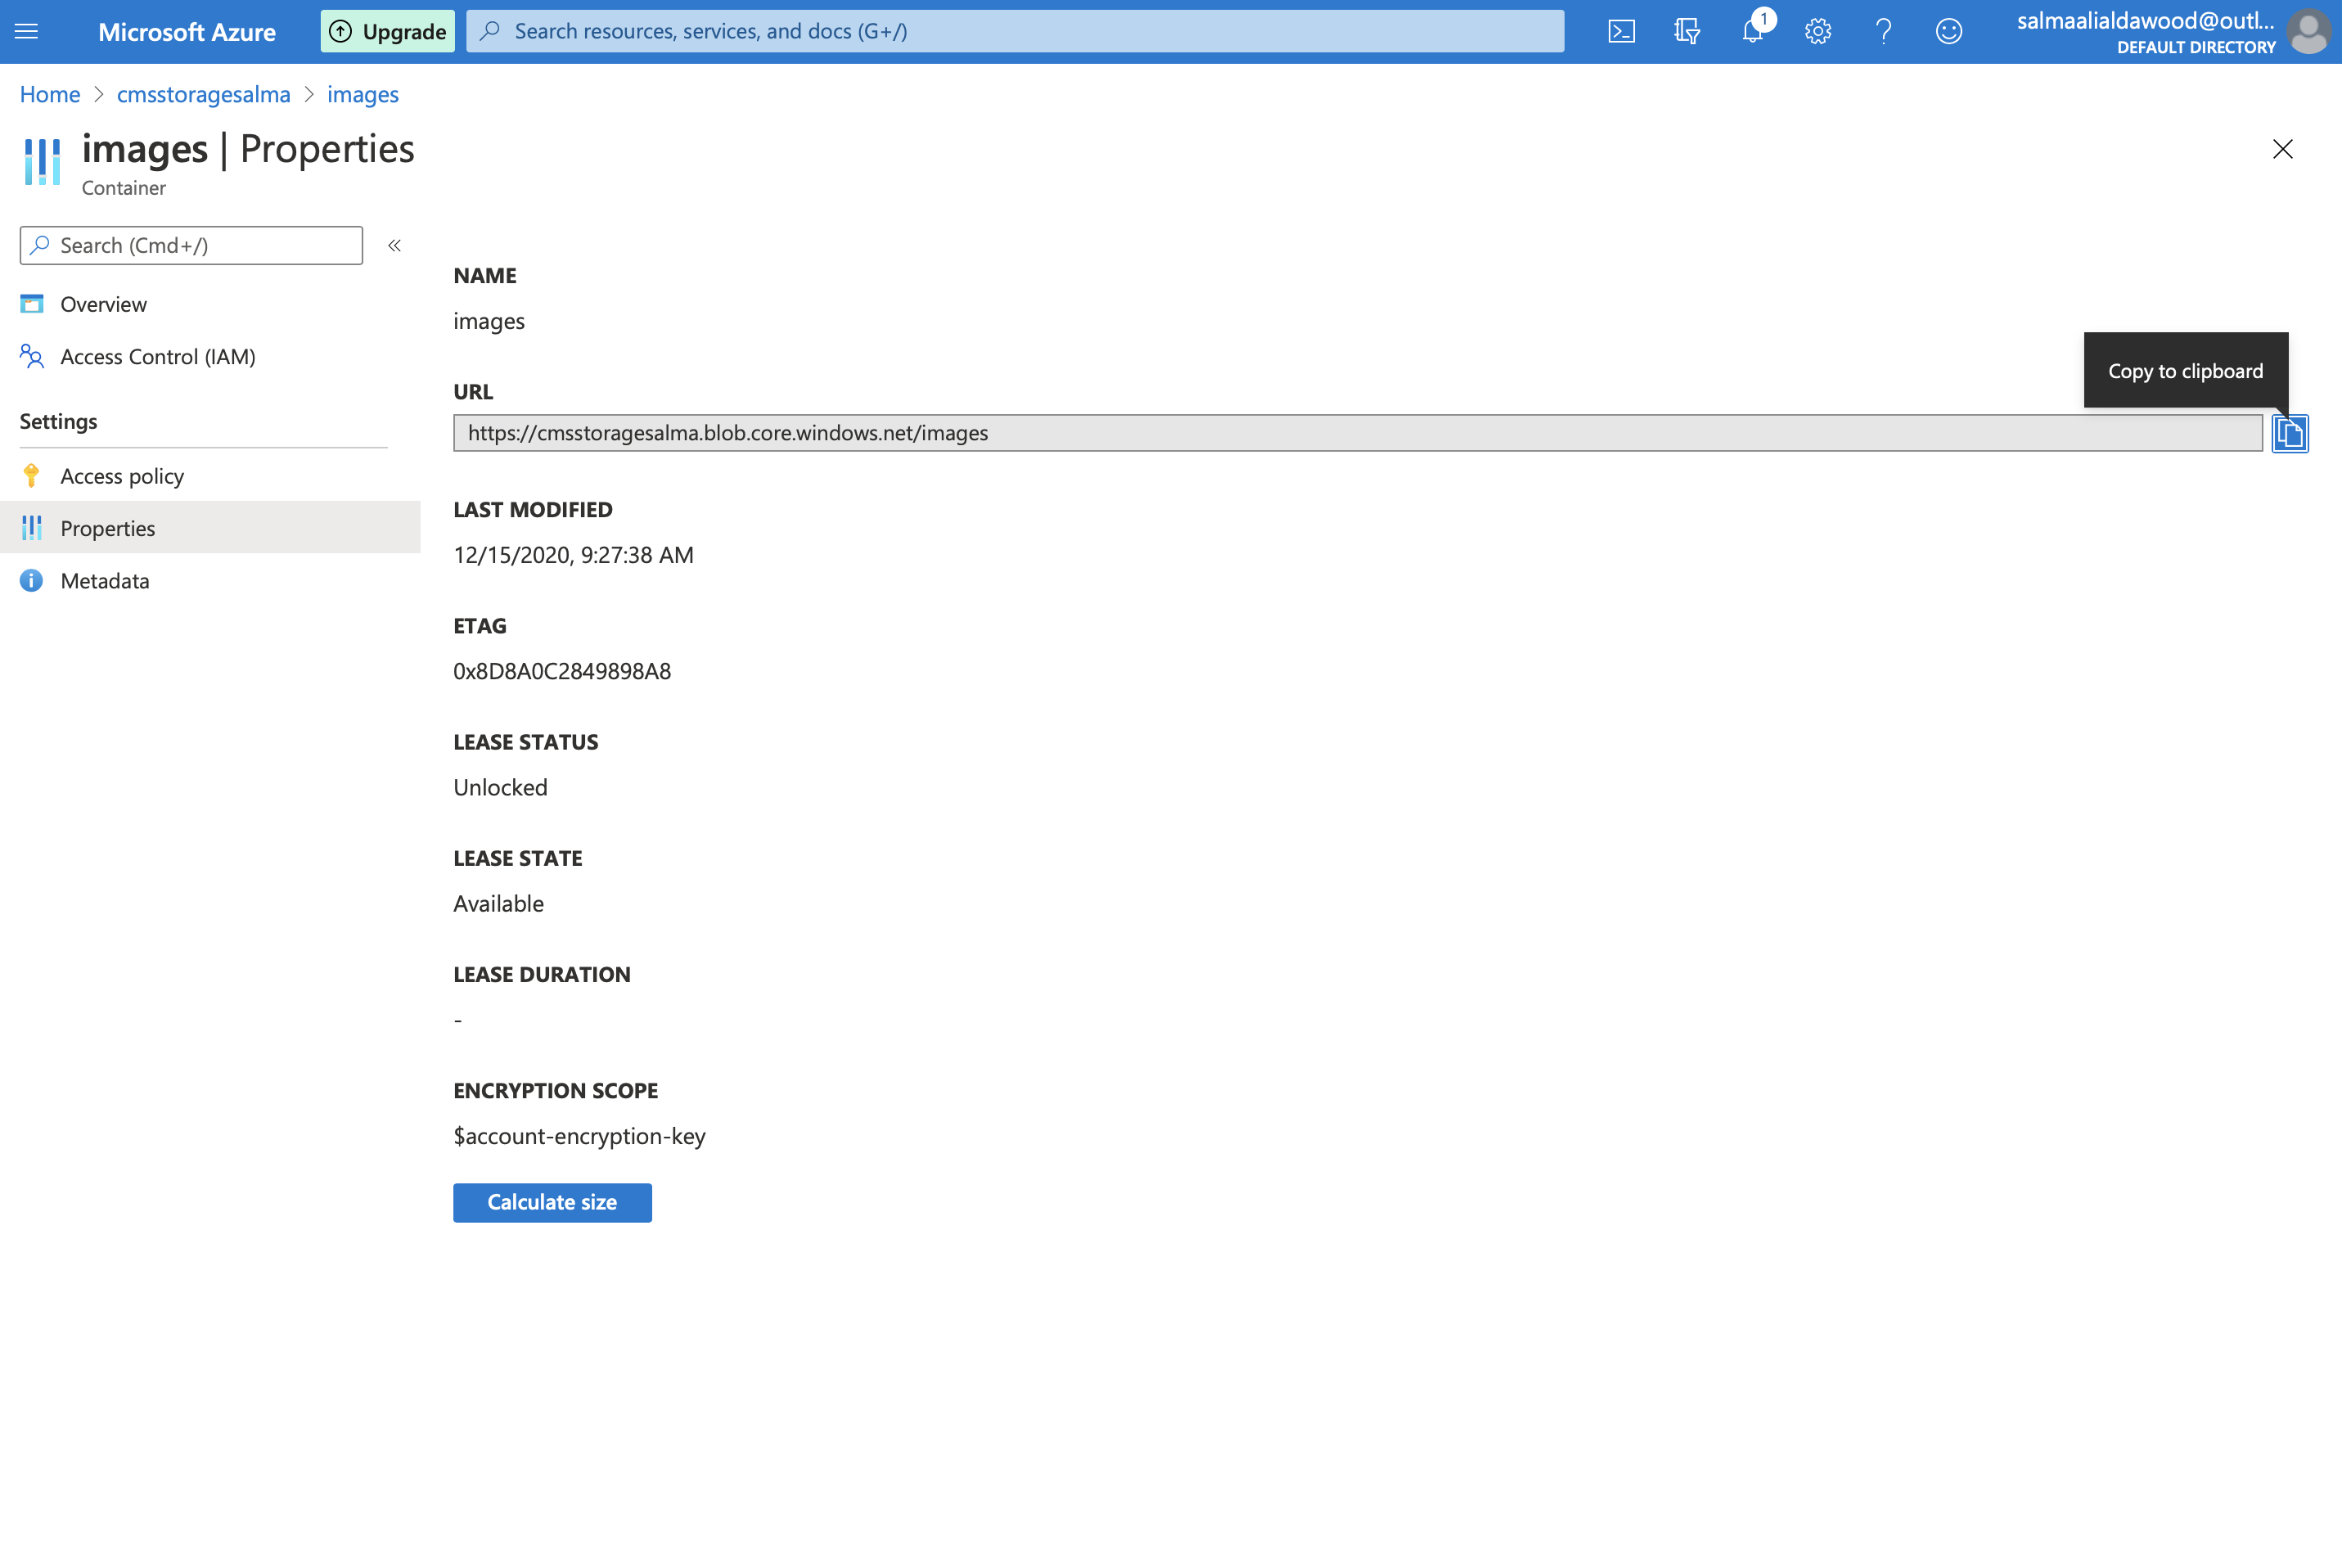 Microsoft Azure
Upgrade
Search resources, services, and docs (G+/)
1
salmaalialdawood@outl...
DEFAULT DIRECTORY
Home > cmsstoragesalma > images
images | Properties
Container
Search (Cmd+/)
«
Overview
Access Control (IAM)
Settings
Access policy
Properties
Metadata
NAME
images
URL
Copy to clipboard
https://cmsstoragesalma.blob.core.windows.net/images
LAST MODIFIED
12/15/2020, 9:27:38 AM
ETAG
0x8D8A0C2849898A8
LEASE STATUS
Unlocked
LEASE STATE
Available
LEASE DURATION
-
ENCRYPTION SCOPE
$account-encryption-key
Calculate size